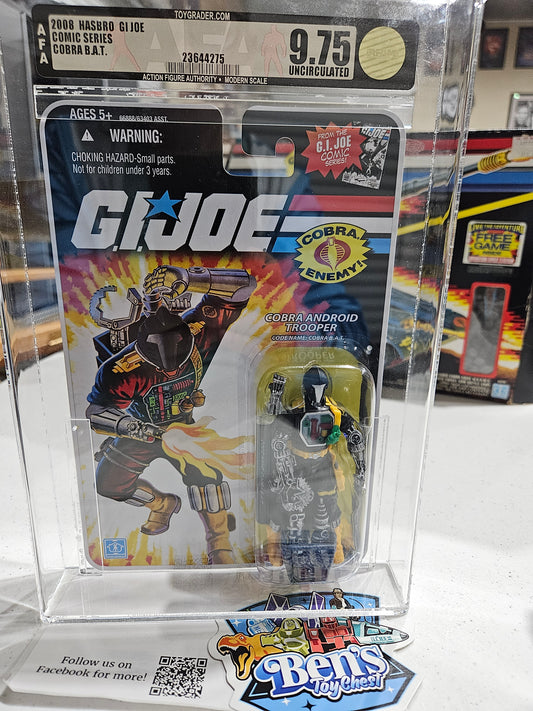 TOYGRADER.COM
AFA
2008 HASBRO GI JOE
COMIC SERIES
COBRA B.A.T.
23644275
9.75
UNCIRCULATED
ACTION FIGURE AUTHORITY • MODERN SCALE
AGES 5+
66888/63403 ASST.
WARNING:
CHOKING HAZARD-Small parts.
Not for children under 3 years.
FROM THE
G.I. JOE
COMIC
SERIES!
G.I. JOE
COBRA
ENEMY!
COBRA ANDROID
TROOPER
CODE NAME: COBRA B.A.T.
FREE
GAME
Follow us on
Facebook for more!
Ben's
Toy Chest